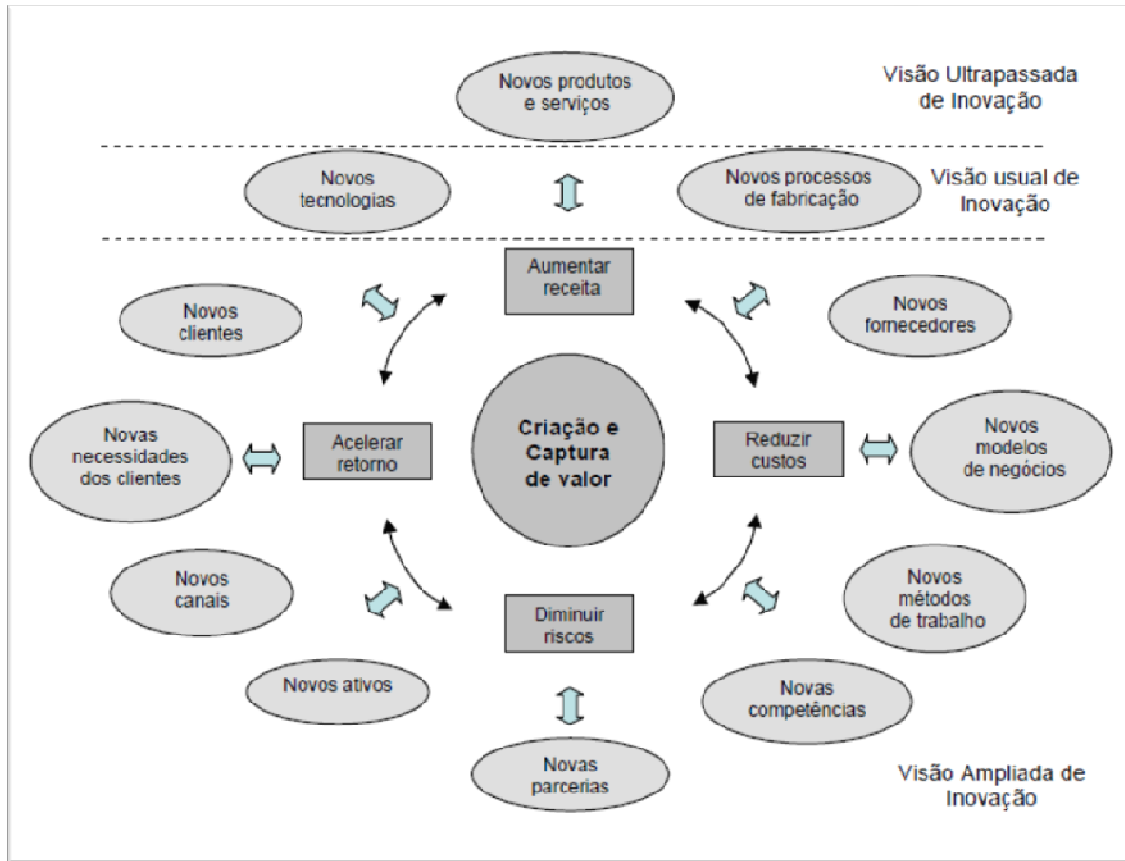 Novos produtos
e serviços
Visão Ultrapassada
de Inovação
Novos
tecnologias
Novos processos
de fabricação
Visão usual de
Inovação
Aumentar
receita
Novos
clientes
Novos
fornecedores
Novas
necessidades
dos clientes
Acelerar
retorno
Criação e
Captura
de valor
Reduzir
custos
Novos
modelos
de negócios
Novos
canais
Diminuir
riscos
Novos
métodos
de trabalho
Novos ativos
Novas
competências
Novas
parcerias
Visão Ampliada de
Inovação